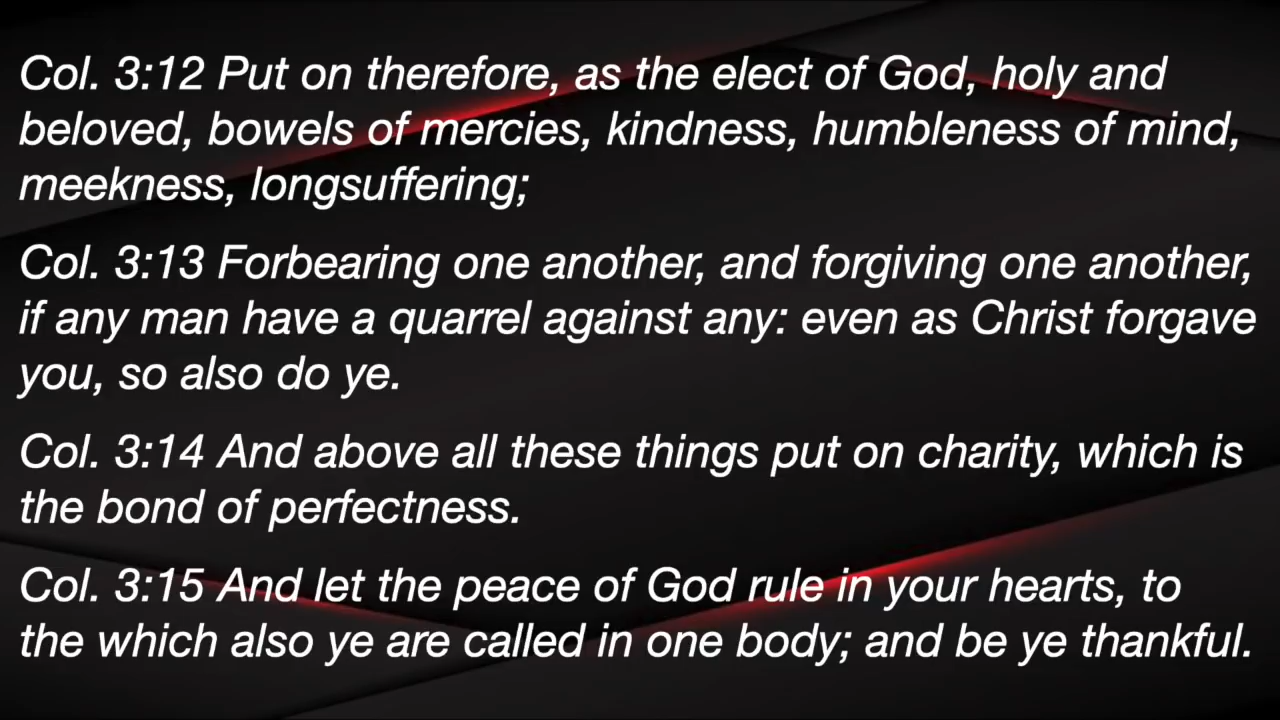 Col. 3:12 Put on therefore, as the elect of God, holy and
beloved, bowels of mercies, kindness, humbleness of mind,
meekness, longsuffering;
Col. 3:13 Forbearing one another, and forgiving one another,
if any man have a quarrel against any: even as Christ forgave
you, so also do ye.
Col. 3:14 And above all these things put on charity, which is
the bond of perfectness.
Col. 3:15 And let the peace of God rule in your hearts, to
the which also ye are called in one body; and be ye thankful.